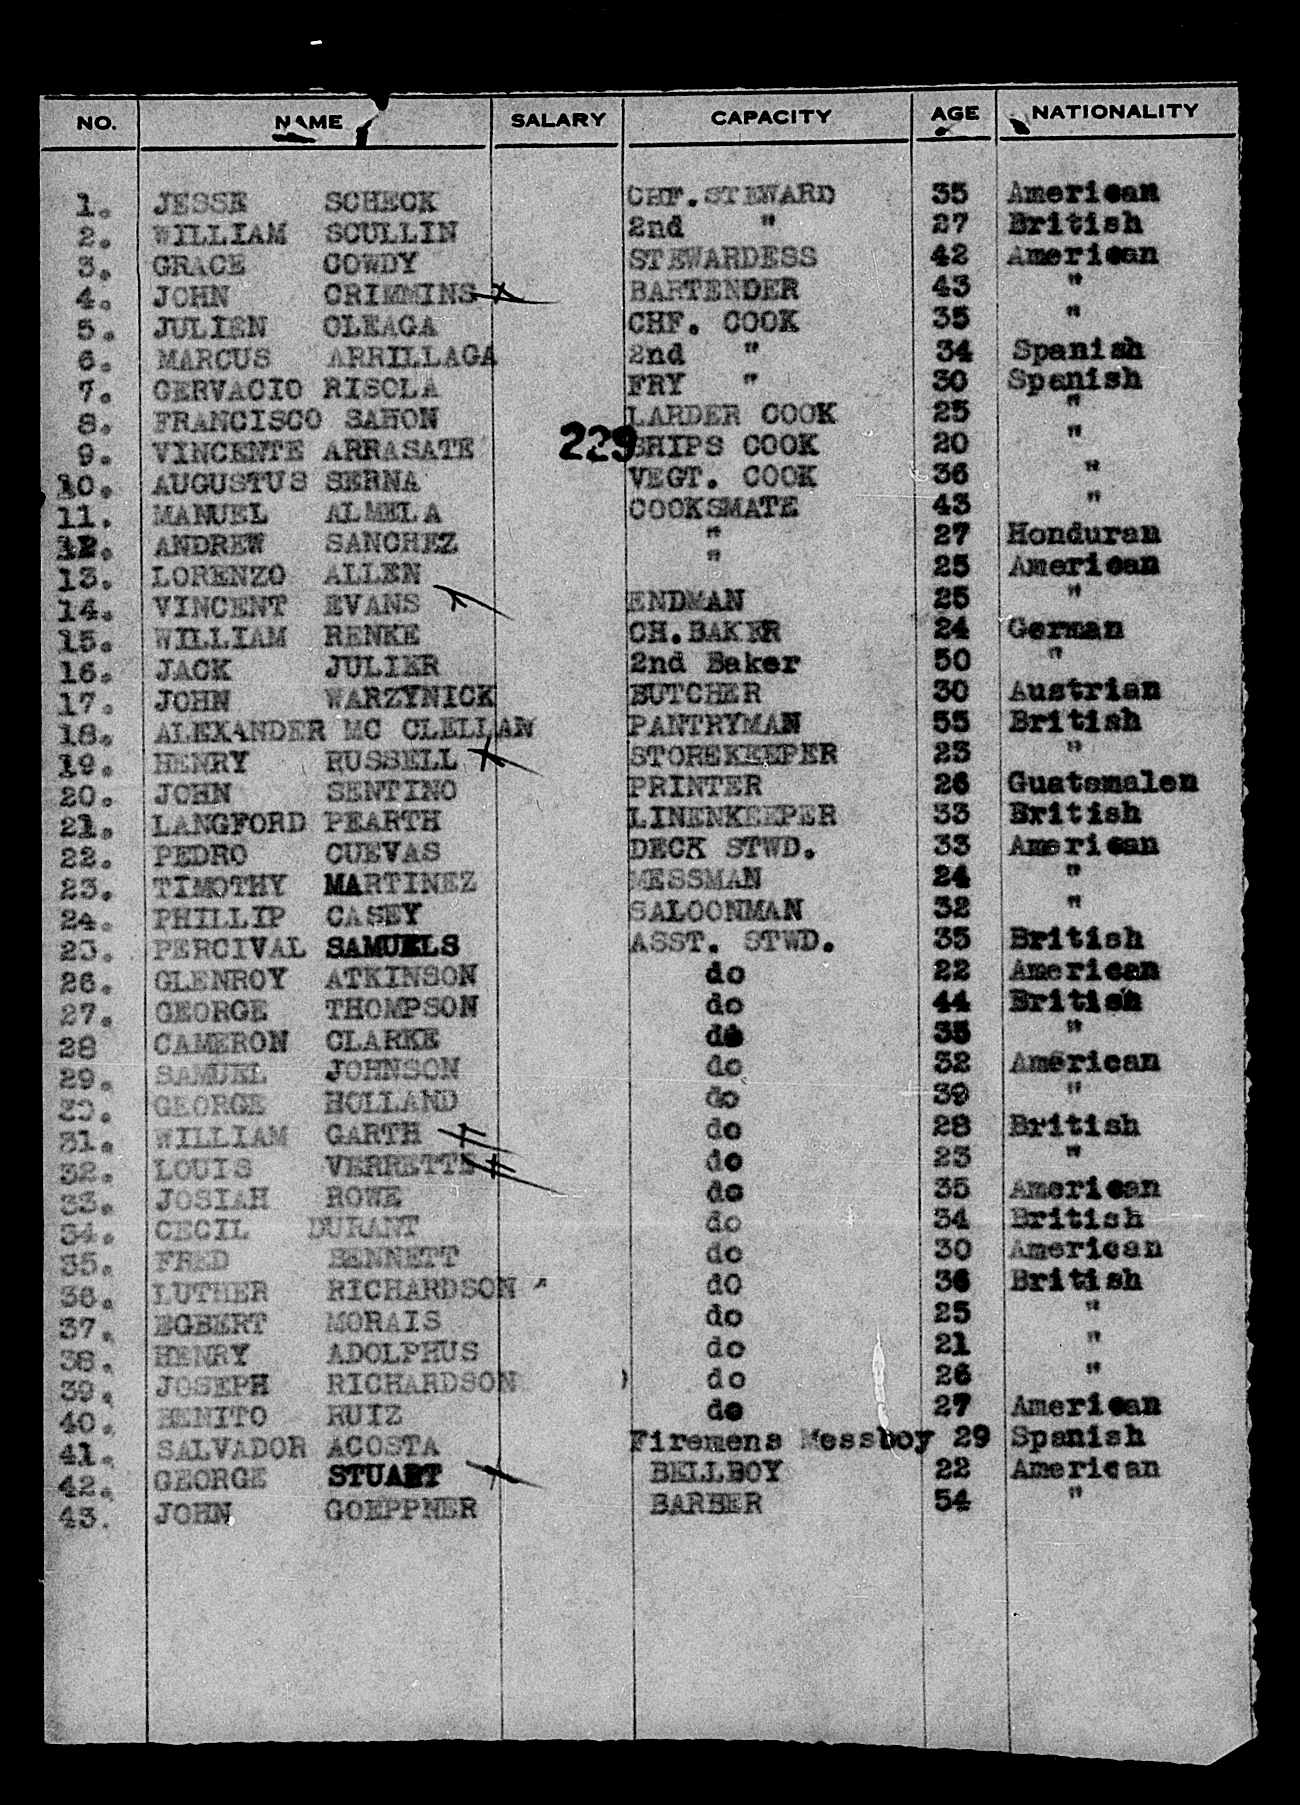 NO. NAME SALARY CAPACITY AGE NATIONALITY
1. JESSE SCHECK CHF.STEWARD 35 American
2. WILLIAM SCULLIN 2nd " 27 British
3. GRACE COWDY STEWARDESS 42 American
4. JOHN CRIMMINS BARTENDER 43 "
5. JULIEN OLEAGA CHF. COOK 35 "
6. MARCUS ARRILLAGA 2nd " 34 Spanish
7. GERVACIO RISOLA FRY " 30 Spanish
8. FRANCISCO SAHON LARDER COOK 25 "
9. VINCENTE ARRASATE 229 SHIPS COOK 20 "
10. AUGUSTUS SERNA VEGT. COOK 36 "
11. MANUEL ALMELA COOKSMATE 43 "
12. ANDREW SANCHEZ " 27 Honduran
13. LORENZO ALLEN " 25 American
14. VINCENT EVANS ENDMAN 25 "
15. WILLIAM RENKE CH.BAKER 24 German
16. JACK JULIER 2nd Baker 50 "
17. JOHN WARZYNICK BUTCHER 30 Austrian
18. ALEXANDER MC CLELLAN PANTRYMAN 55 British
19. HENRY RUSSELL STOREKEEPER 23 "
20. JOHN SENTINO PRINTER 26 Guatemalen
21. LANGFORD PEARTH LINENKEEPER 33 British
22. PEDRO CUEVAS DECK STWD. 33 American
23. TIMOTHY MARTINEZ MESSMAN 24 "
24. PHILLIP CASEY SALOONMAN 32 "
25. PERCIVAL SAMUELS ASST. STWD. 35 British
26. GLENROY ATKINSON do 22 American
27. GEORGE THOMPSON do 44 British
28 CAMERON CLARKE do 35 "
29. SAMUEL JOHNSON do 32 American
30. GEORGE HOLLAND do 39 "
31. WILLIAM GARTH do 28 British
32. LOUIS VERRETTE do 23 "
33. JOSIAH ROWE do 35 American
34. CECIL DURANT do 34 British
35. FRED BENNETT do 30 American
36. LUTHER RICHARDSON do 36 British
37. EGBERT MORAIS do 25 "
38. HENRY ADOLPHUS do 21 "
39. JOSEPH RICHARDSON do 26 "
40. BENITO RUIZ do 27 American
41. SALVADOR ACOSTA Firemens Messboy 29 Spanish
42. GEORGE STUART BELLBOY 22 American
43. JOHN GOEPPNER BARBER 54 "